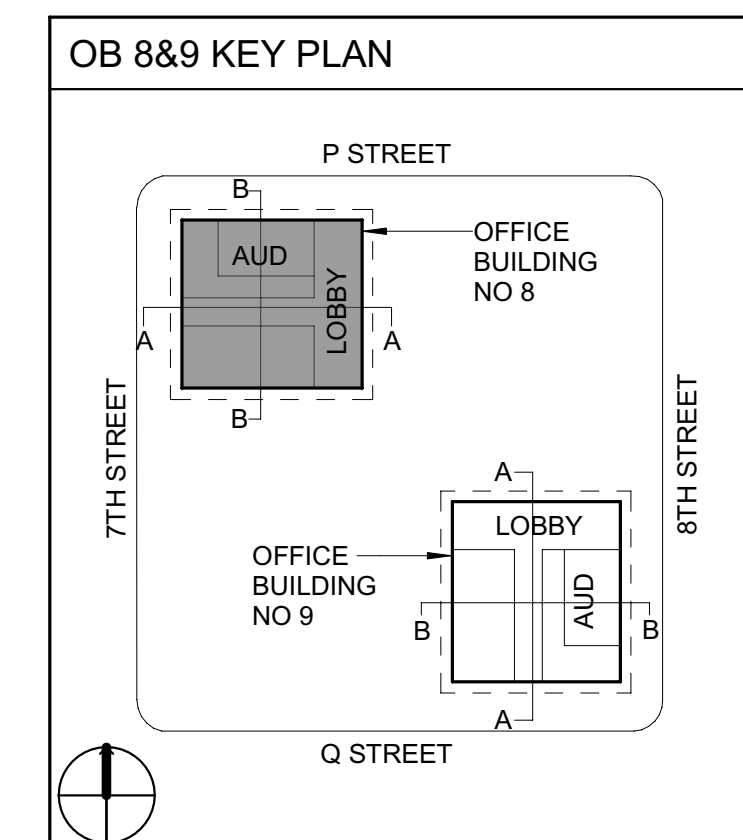 OB 8&9 KEY PLAN
P STREET
B
AUD
LOBBY
OFFICE
BUILDING
NO 8
A
A
B
7TH STREET
8TH STREET
A
LOBBY
OFFICE
BUILDING
NO 9
AUD
B
B
A
Q STREET